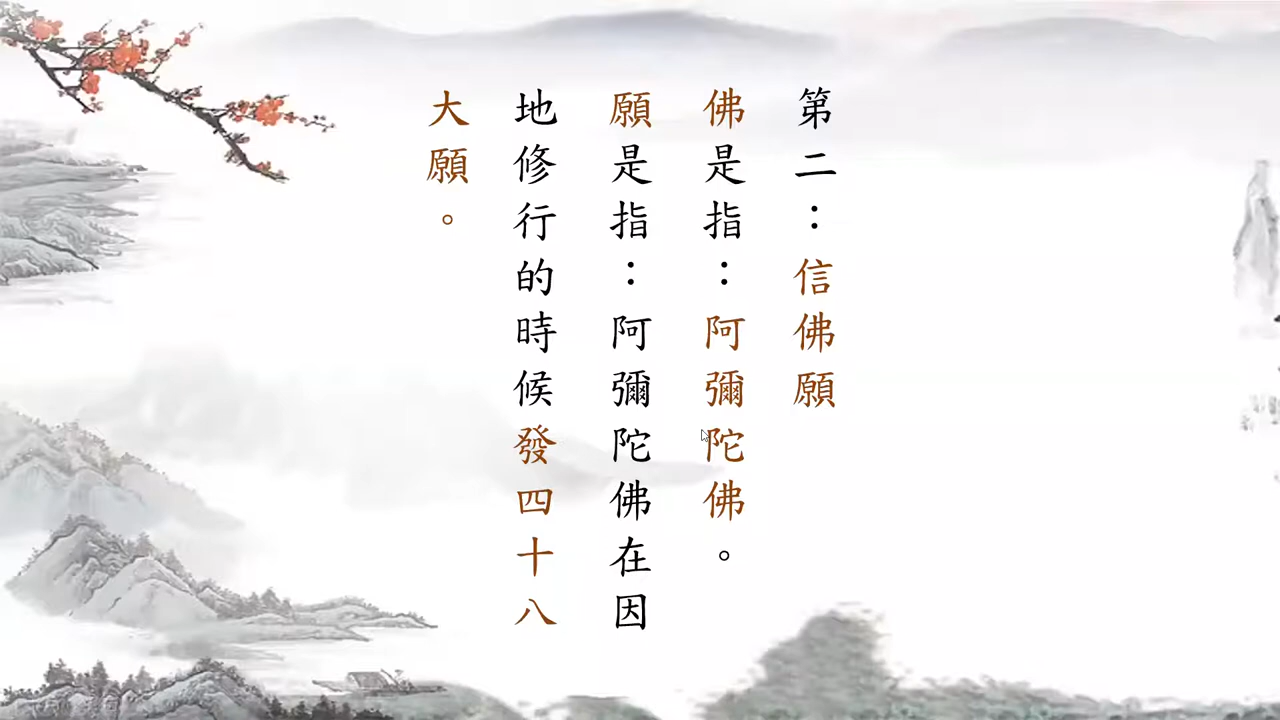 第二：信佛願
佛是指：阿彌陀佛。
願是指：阿彌陀佛在因
地修行的時候發四十八
大願。